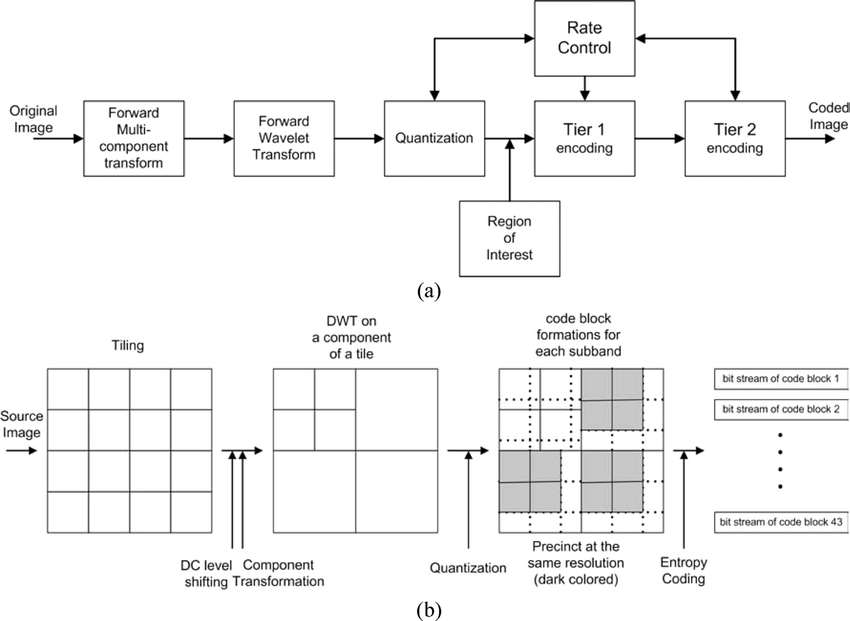 Rate
Control
Original
Image
Forward
Multi-
component
transform
Forward
Wavelet
Transform
Quantization
Tier 1
encoding
Tier 2
encoding
Coded
Image
Region
of
Interest
(a)
Tiling
DWT on
a component
of a tile
code block
formations for
each subband
Source
Image
bit stream of code block 1
bit stream of code block 2
bit stream of code block 43
DC level
shifting
Component
Transformation
Quantization
Precinct at the
same resolution
(dark colored)
Entropy
Coding
(b)